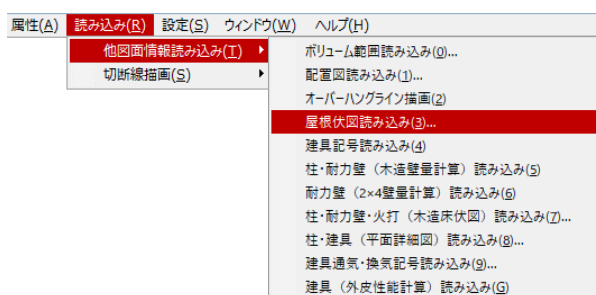 属性(A) 読み込み(R) 設定(S) ウィンドウ(W) ヘルプ(H)
他図面情報読み込み(T)
切断線描画(S)
ボリューム範囲読み込み(0)...
配置図読み込み(1)...
オーバーハングライン描画(2)
屋根伏図読み込み(3)...
建具記号読み込み(4)
柱・耐力壁（木造壁量計算）読み込み(5)
耐力壁（2×4壁量計算）読み込み(6)
柱・耐力壁・火打（木造床伏図）読み込み(7)...
柱・建具（平面詳細図）読み込み(8)...
建具通気・換気記号読み込み(9)...
建具（外皮性能計算）読み込み(G)